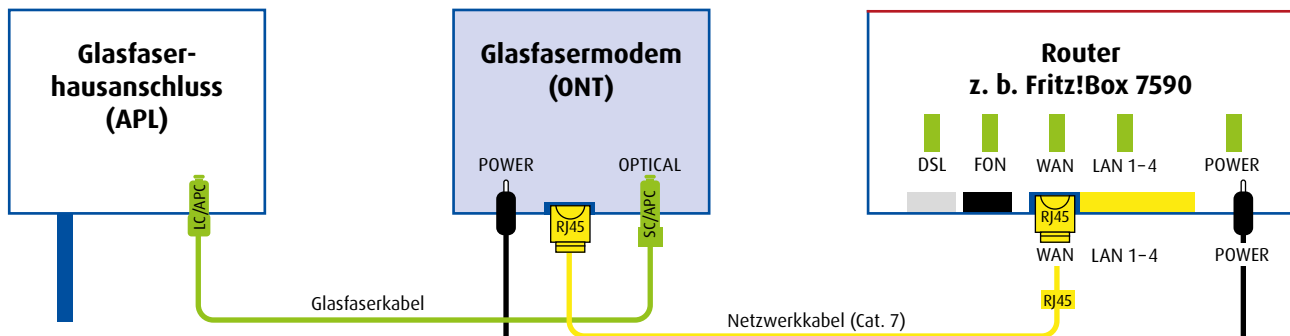 Glasfaser-
hausanschluss
(APL)
LC/APC
Glasfasermodem
(ONT)
POWER
OPTICAL
RJ45
SC/APC
Router
z. b. Fritz!Box 7590
DSL
FON
WAN
LAN 1–4
POWER
RJ45
WAN
LAN 1–4
POWER
RJ45
Glasfaserkabel
Netzwerkkabel (Cat. 7)